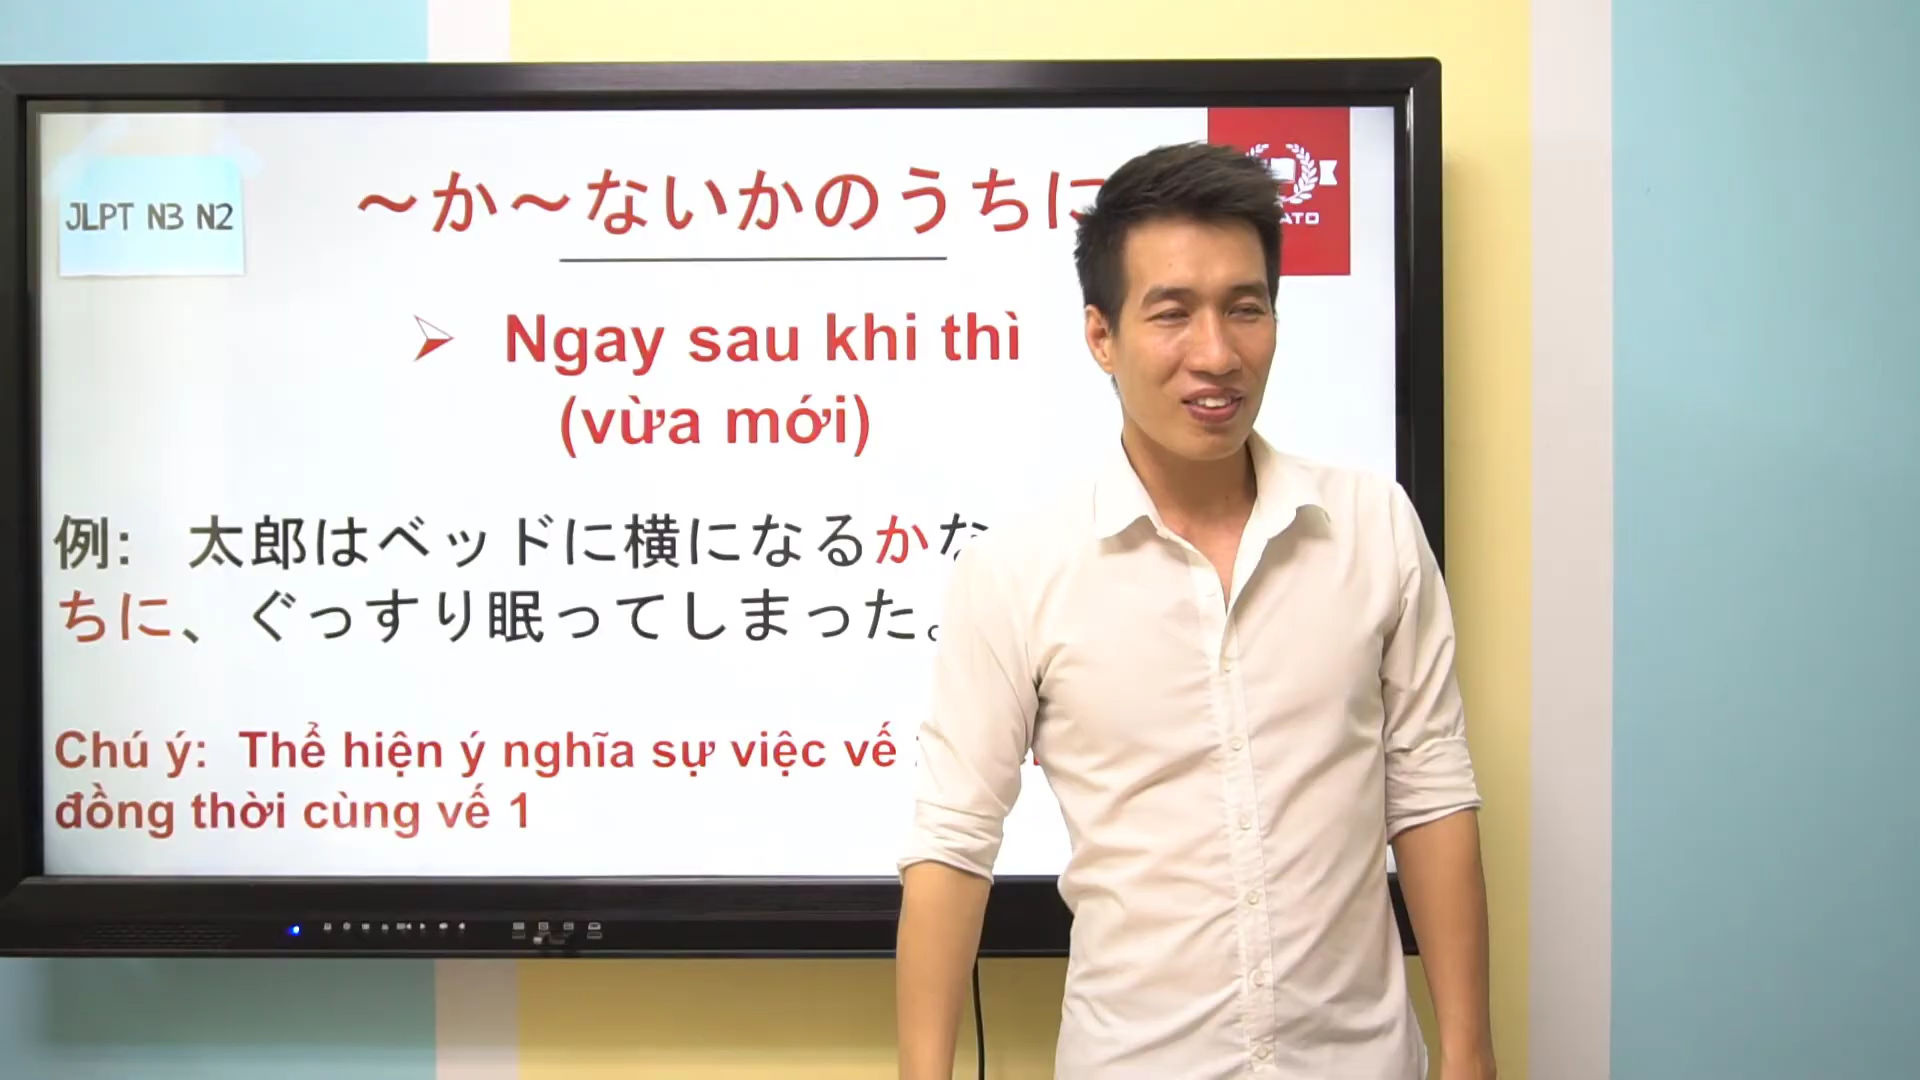 JLPT N3 N2
～か～ないかのうちに
ATO
Ngay sau khi thì
(vừa mới)
例: 太郎はベッドに横になるかな
ちに、ぐっすり眠ってしまった。
Chú ý: Thể hiện ý nghĩa sự việc vế
đồng thời cùng vế 1